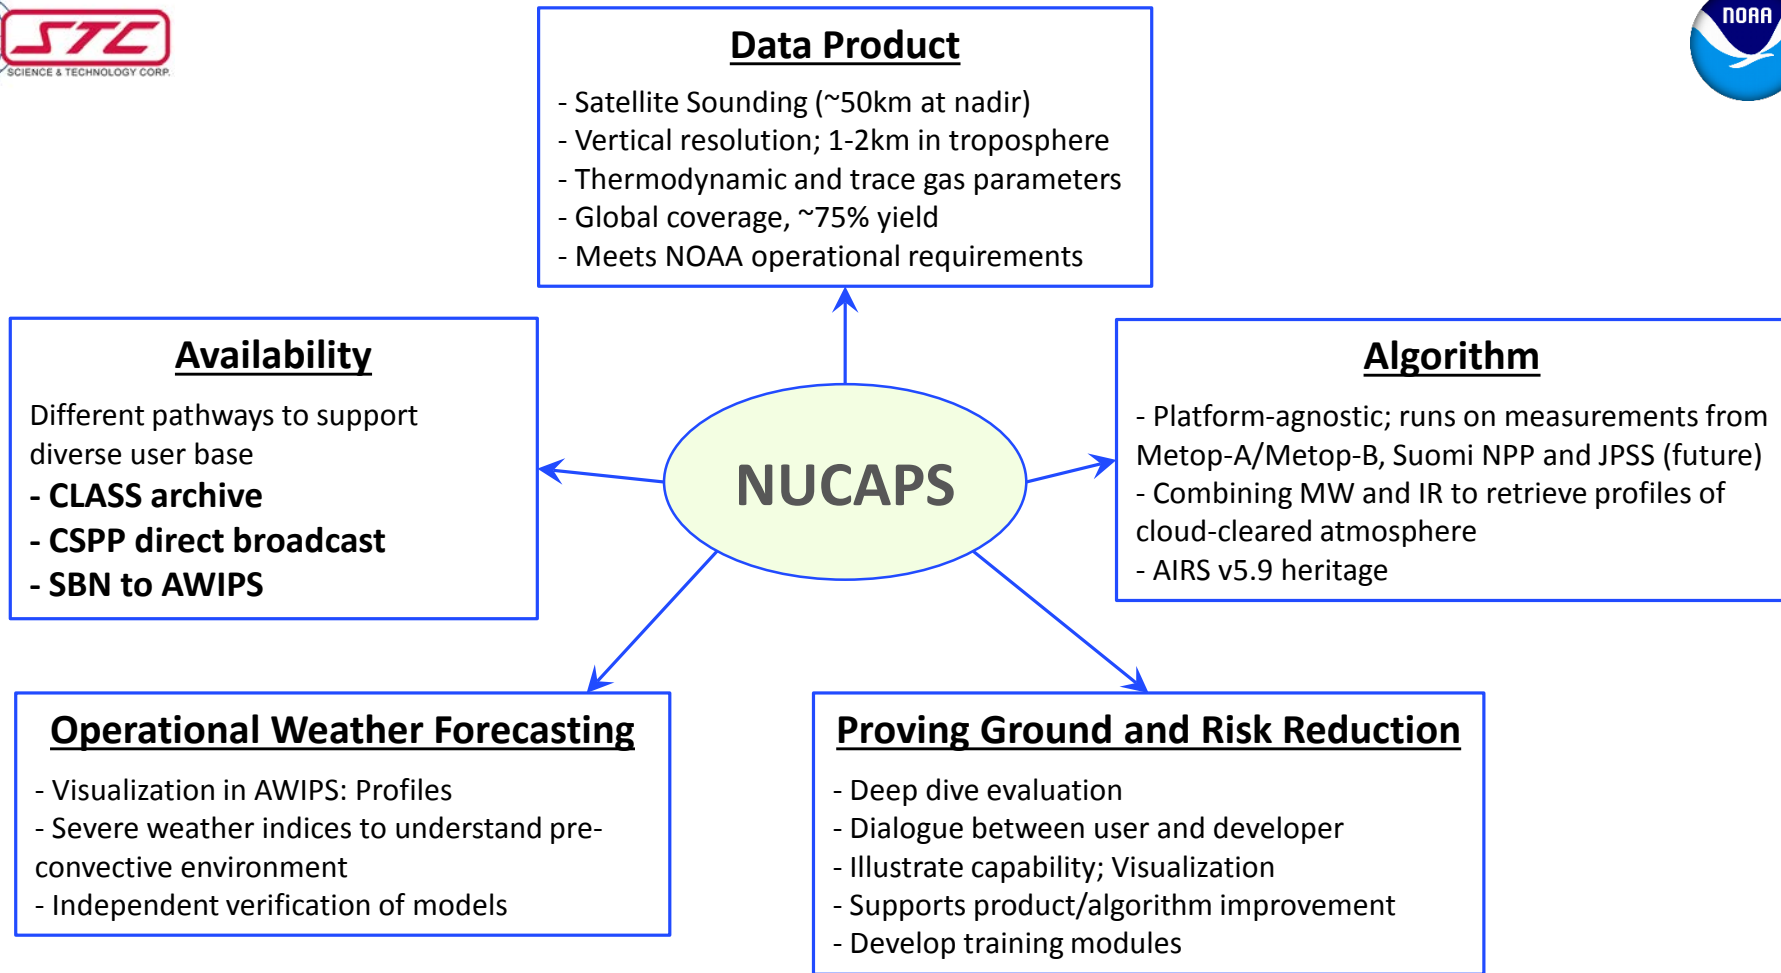 STC
SCIENCE & TECHNOLOGY CORP.
NOAA
Data Product
- Satellite Sounding (~50km at nadir)
- Vertical resolution; 1-2km in troposphere
- Thermodynamic and trace gas parameters
- Global coverage, ~75% yield
- Meets NOAA operational requirements
Availability
Different pathways to support
diverse user base
- CLASS archive
- CSPP direct broadcast
- SBN to AWIPS
Algorithm
- Platform-agnostic; runs on measurements from
Metop-A/Metop-B, Suomi NPP and JPSS (future)
- Combining MW and IR to retrieve profiles of
cloud-cleared atmosphere
- AIRS v5.9 heritage
NUCAPS
Operational Weather Forecasting
- Visualization in AWIPS: Profiles
- Severe weather indices to understand pre-
convective environment
- Independent verification of models
Proving Ground and Risk Reduction
- Deep dive evaluation
- Dialogue between user and developer
- Illustrate capability; Visualization
- Supports product/algorithm improvement
- Develop training modules